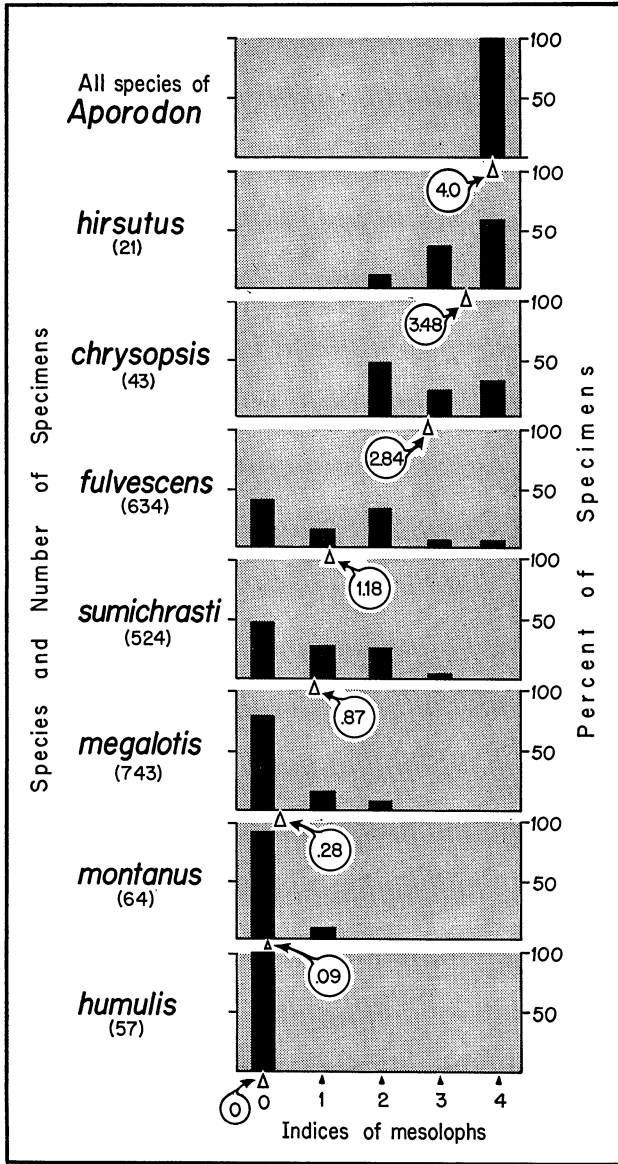 All species of
Aporodon
100
50
4.0
hirsutus
(21)
100
50
3.48
chrysopsis
(43)
100
50
2.84
fulvescens
(634)
100
50
1.18
sumichrasti
(524)
100
50
.87
megalotis
(743)
100
50
.28
montanus
(64)
100
50
.09
humulis
(57)
100
50
0
0 1 2 3 4
Indices of mesolophs
Species and Number of Specimens
Percent of Specimens